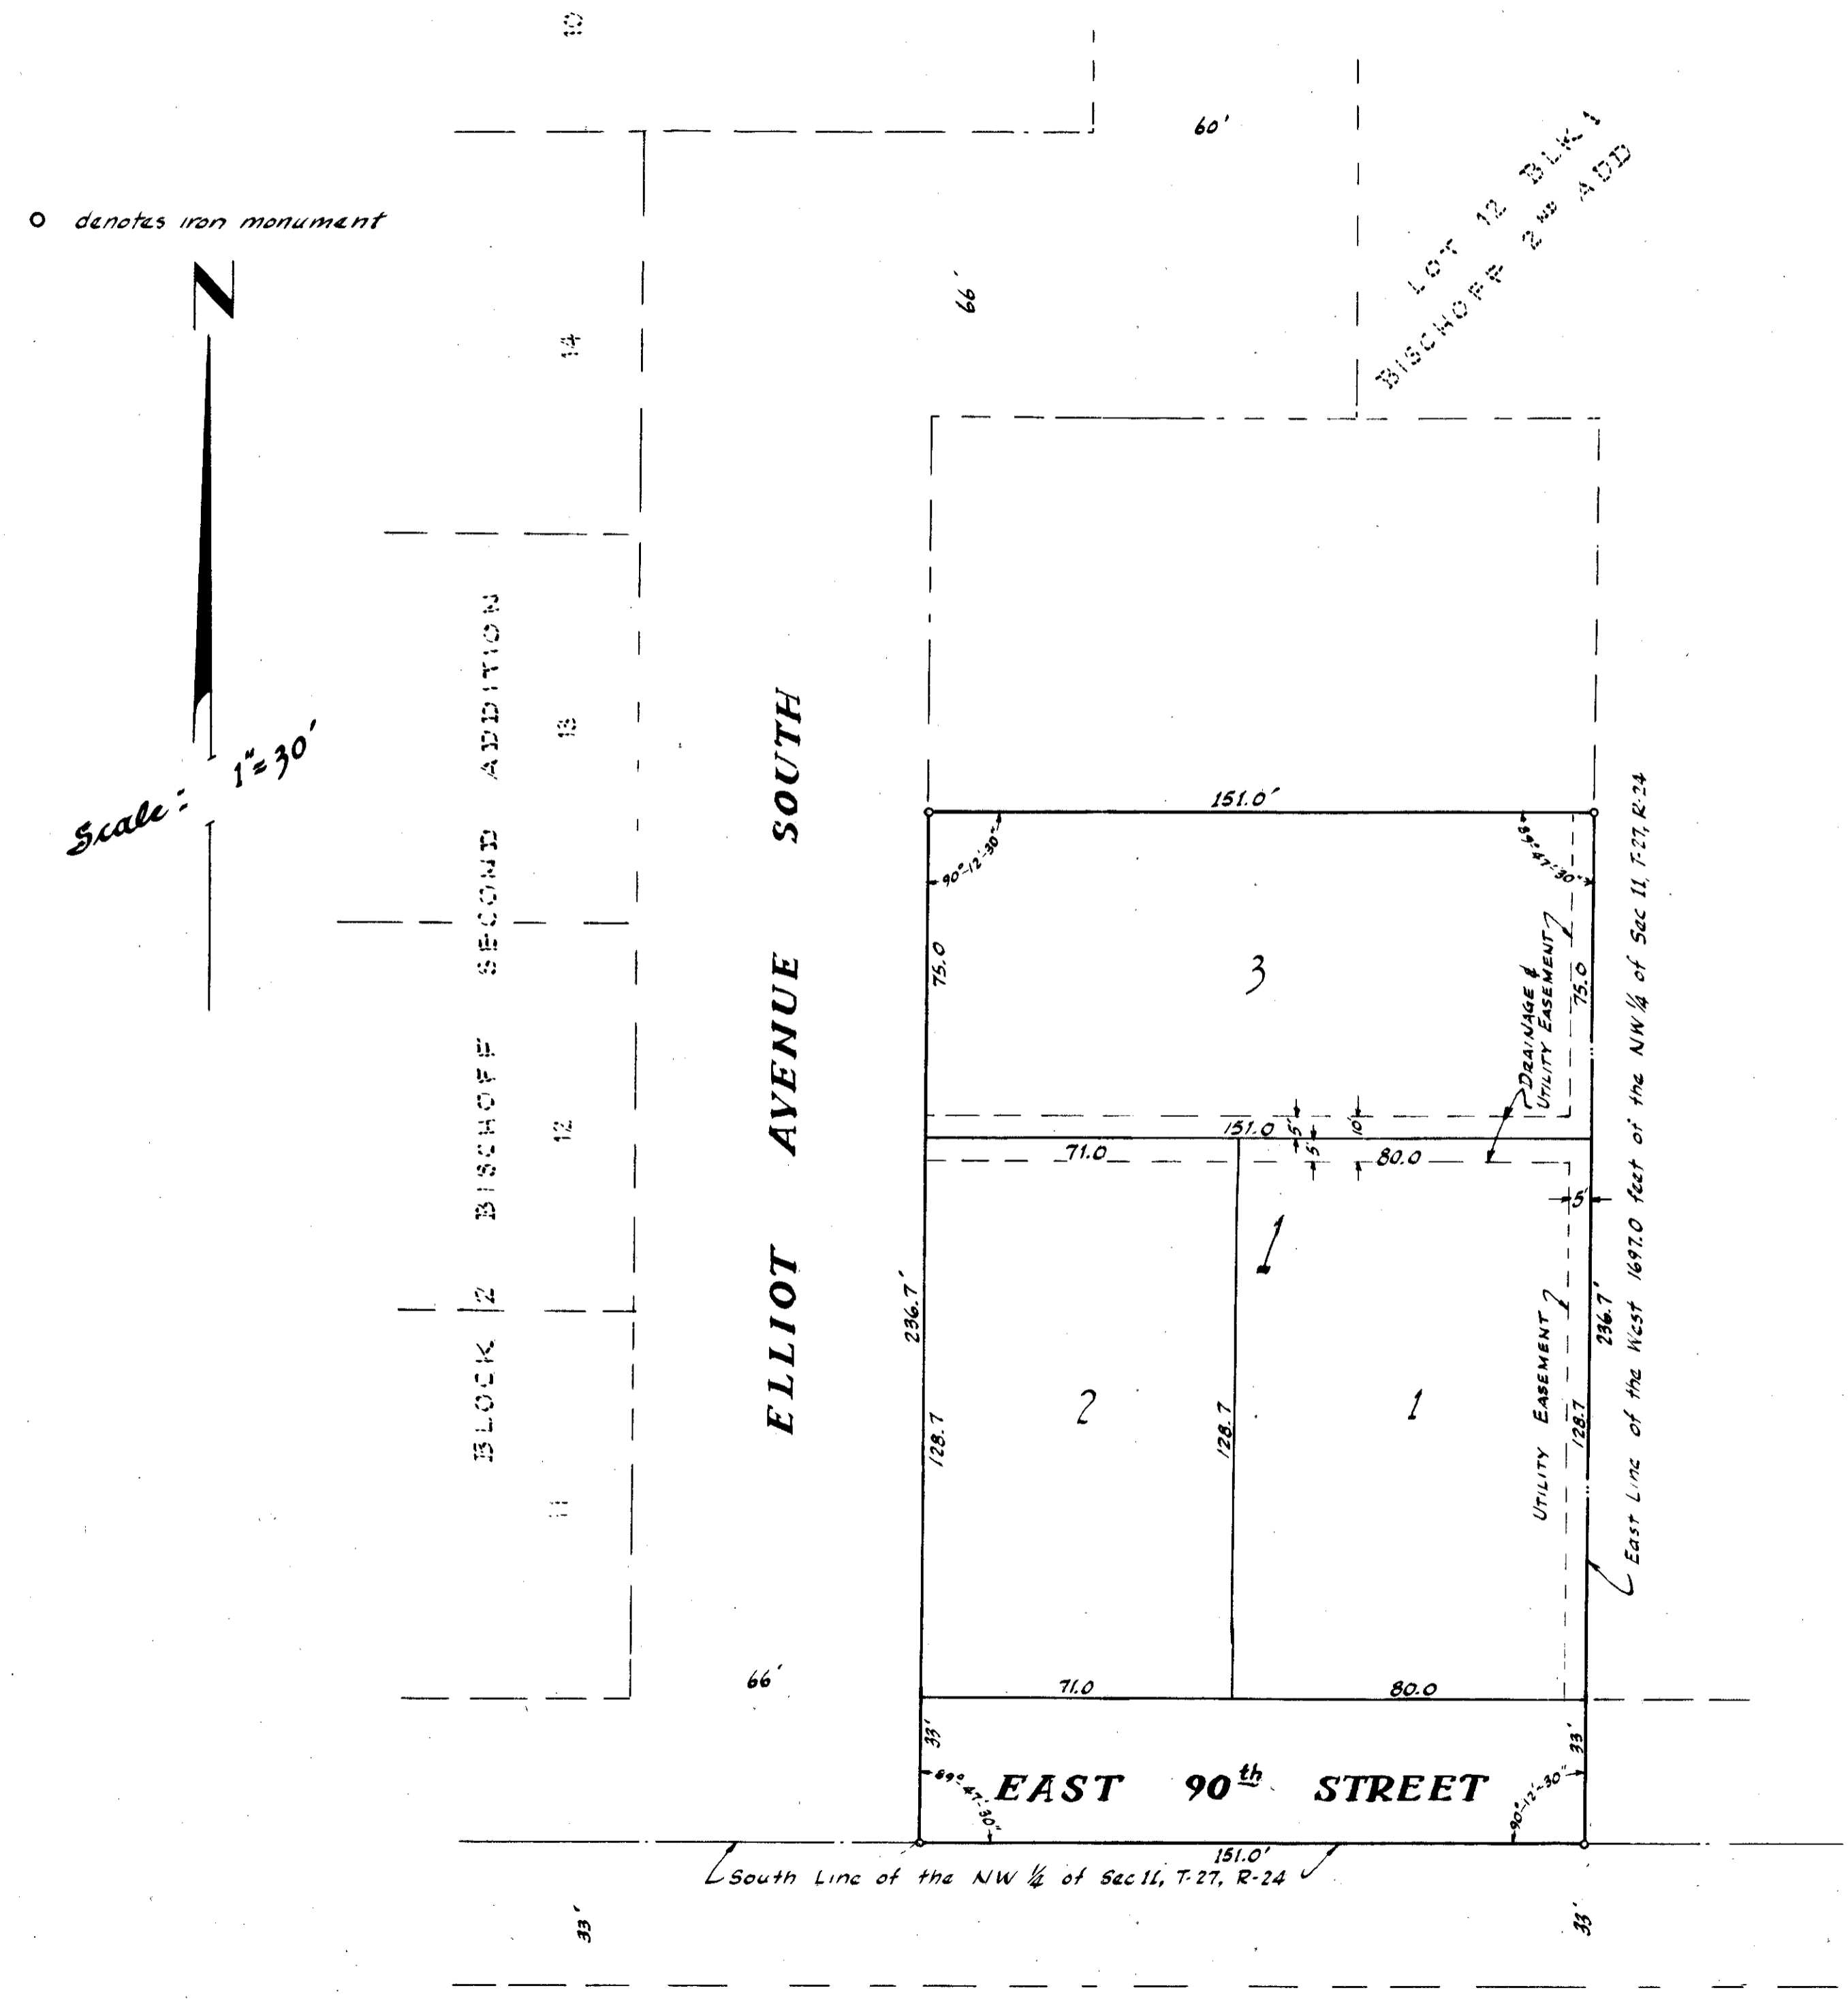 10
60'
LOT 12 BLK 1
BISCHOFF 2ND ADD
o denotes iron monument
N
66'
14
Scale: 1"=30'
BLOCK 2 BISCHOFF SECOND ADDITION
13
12
11
ELLIOT AVENUE SOUTH
151.0'
90°-12'-30"
89°-47'-30"
75.0
3
DRAINAGE &
UTILITY EASEMENT
75.0
East Line of the West 1697.0 feet of the NW 1/4 of Sec 11, T-27, R-24
151.0
5'
10'
71.0
5'
80.0
5'
1
236.7'
236.7'
2
1
UTILITY EASEMENT
128.7
128.7
128.7
66'
71.0
80.0
33'
33'
EAST 90th STREET
89°-47'-30"
90°-12'-30"
151.0'
South Line of the NW 1/4 of Sec 11, T-27, R-24
33'
33'